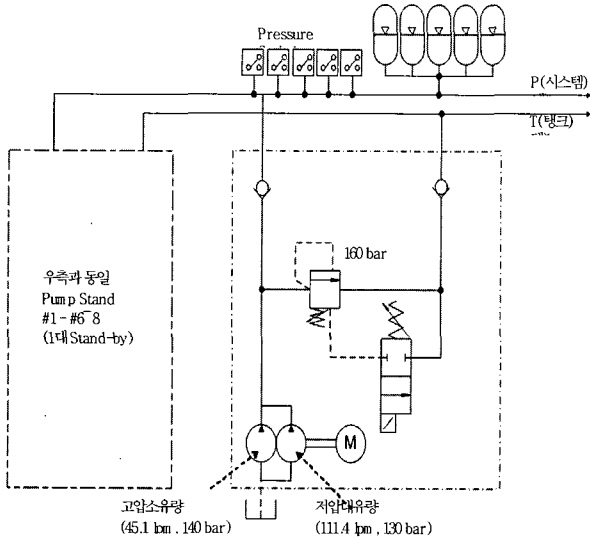 Pressure
P(시스템)
T(탱크)
160 bar
우측과 동일
Pump Stand
#1 - #6~8
(1대 Stand-by)
M
고압소유량
(45.1 lpm , 140 bar)
저압대유량
(111.4 lpm , 130 bar)